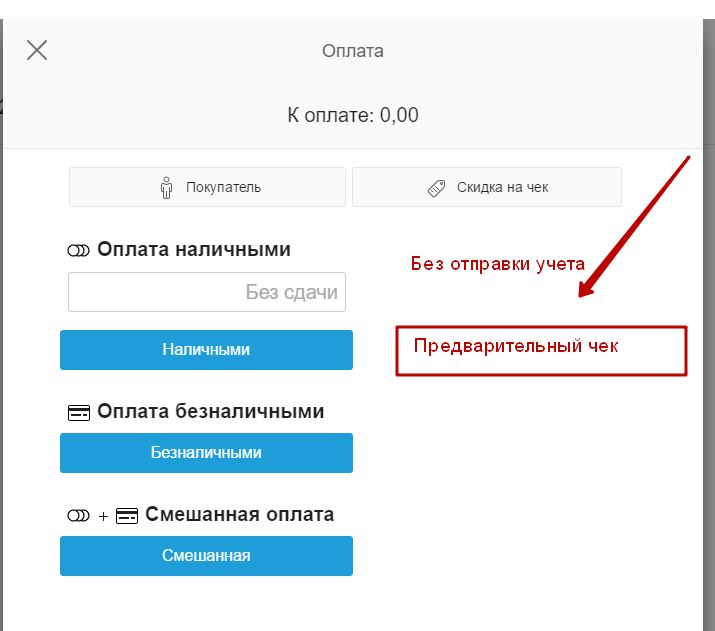 Оплата
К оплате: 0,00
Покупатель
Скидка на чек
Оплата наличными
Без отправки учета
Без сдачи
Наличными
Предварительный чек
Оплата безналичными
Безналичными
+ Смешанная оплата
Смешанная